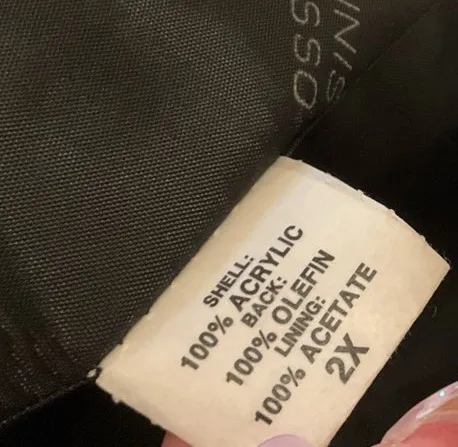 SHELL:
100% ACRYLIC
BACK:
100% OLEFIN
LINING:
100% ACETATE
2X